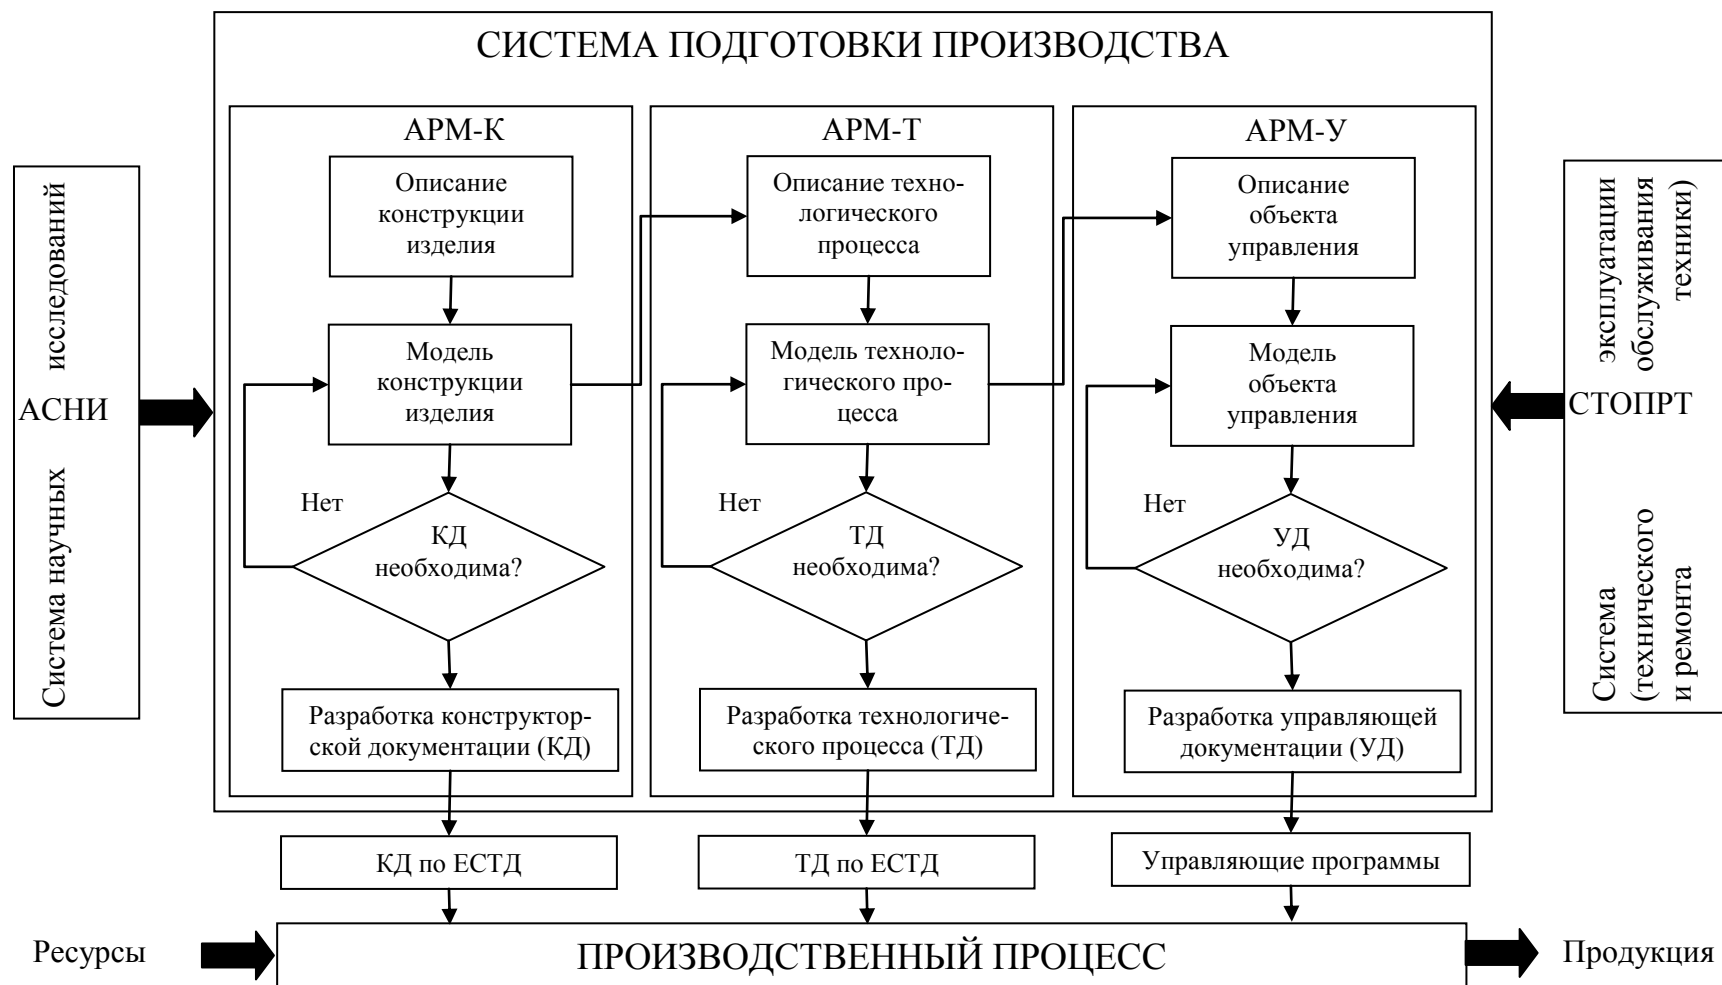 СИСТЕМА ПОДГОТОВКИ ПРОИЗВОДСТВА
АРМ-К
Описание
конструкции
изделия
Модель
конструкции
изделия
Нет
КД
необходима?
Разработка конструктор-
ской документации (КД)
АРМ-Т
Описание техно-
логического
процесса
Модель техноло-
гического про-
цесса
Нет
ТД
необходима?
Разработка технологиче-
ского процесса (ТД)
АРМ-У
Описание
объекта
управления
Модель
объекта
управления
Нет
УД
необходима?
Разработка управляющей
документации (УД)
Система научных исследований
АСНИ
Система эксплуатации
(технического обслуживания
и ремонта техники)
СТОПРТ
КД по ЕСТД
ТД по ЕСТД
Управляющие программы
Ресурсы
ПРОИЗВОДСТВЕННЫЙ ПРОЦЕСС
Продукция